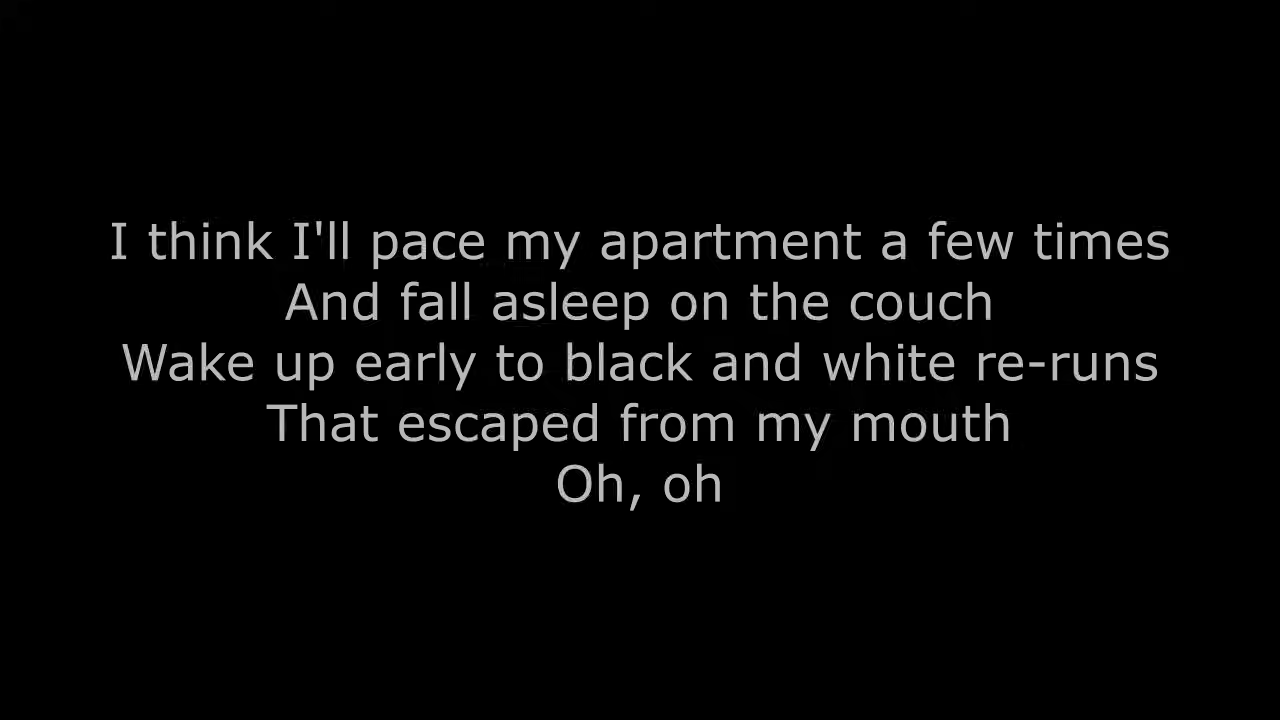 I think I'll pace my apartment a few times
And fall asleep on the couch
Wake up early to black and white re-runs
That escaped from my mouth
Oh, oh